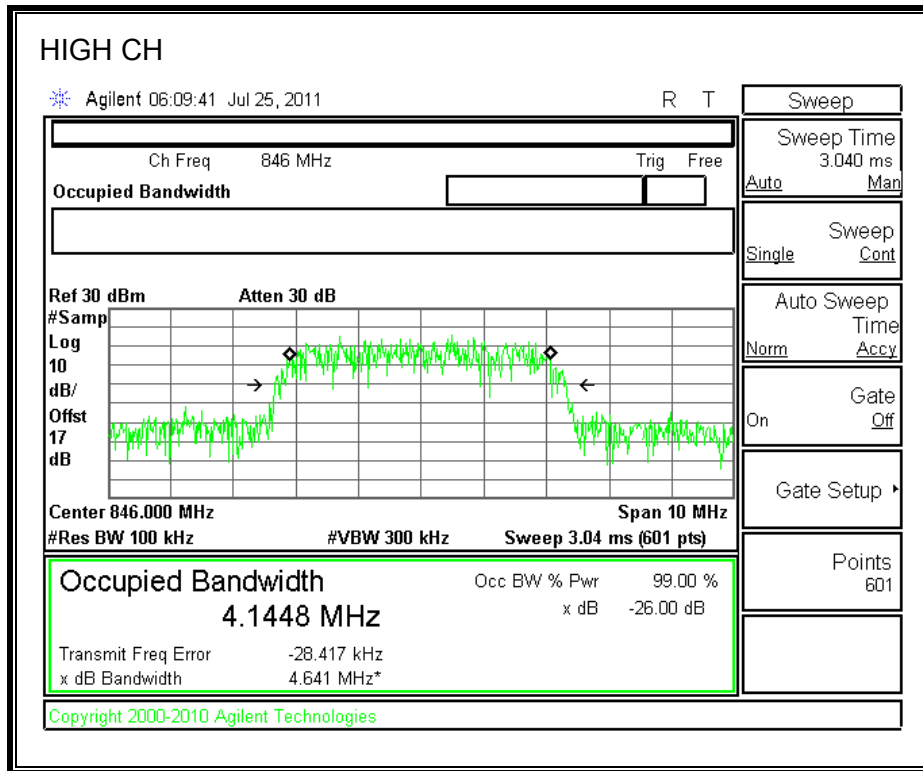 HIGH CH
Agilent 06:09:41 Jul 25, 2011 R T
Ch Freq 846 MHz Trig Free
Occupied Bandwidth
Ref 30 dBm Atten 30 dB
#Samp
Log
10
dB/
Offst
17
dB
Center 846.000 MHz Span 10 MHz
#Res BW 100 kHz #VBW 300 kHz Sweep 3.04 ms (601 pts)
Occupied Bandwidth Occ BW % Pwr 99.00 %
4.1448 MHz x dB -26.00 dB
Transmit Freq Error -28.417 kHz
x dB Bandwidth 4.641 MHz*
Copyright 2000-2010 Agilent Technologies
Sweep
Sweep Time
3.040 ms
Auto Man
Sweep
Single Cont
Auto Sweep
Time
Norm Accy
Gate
On Off
Gate Setup
Points
601